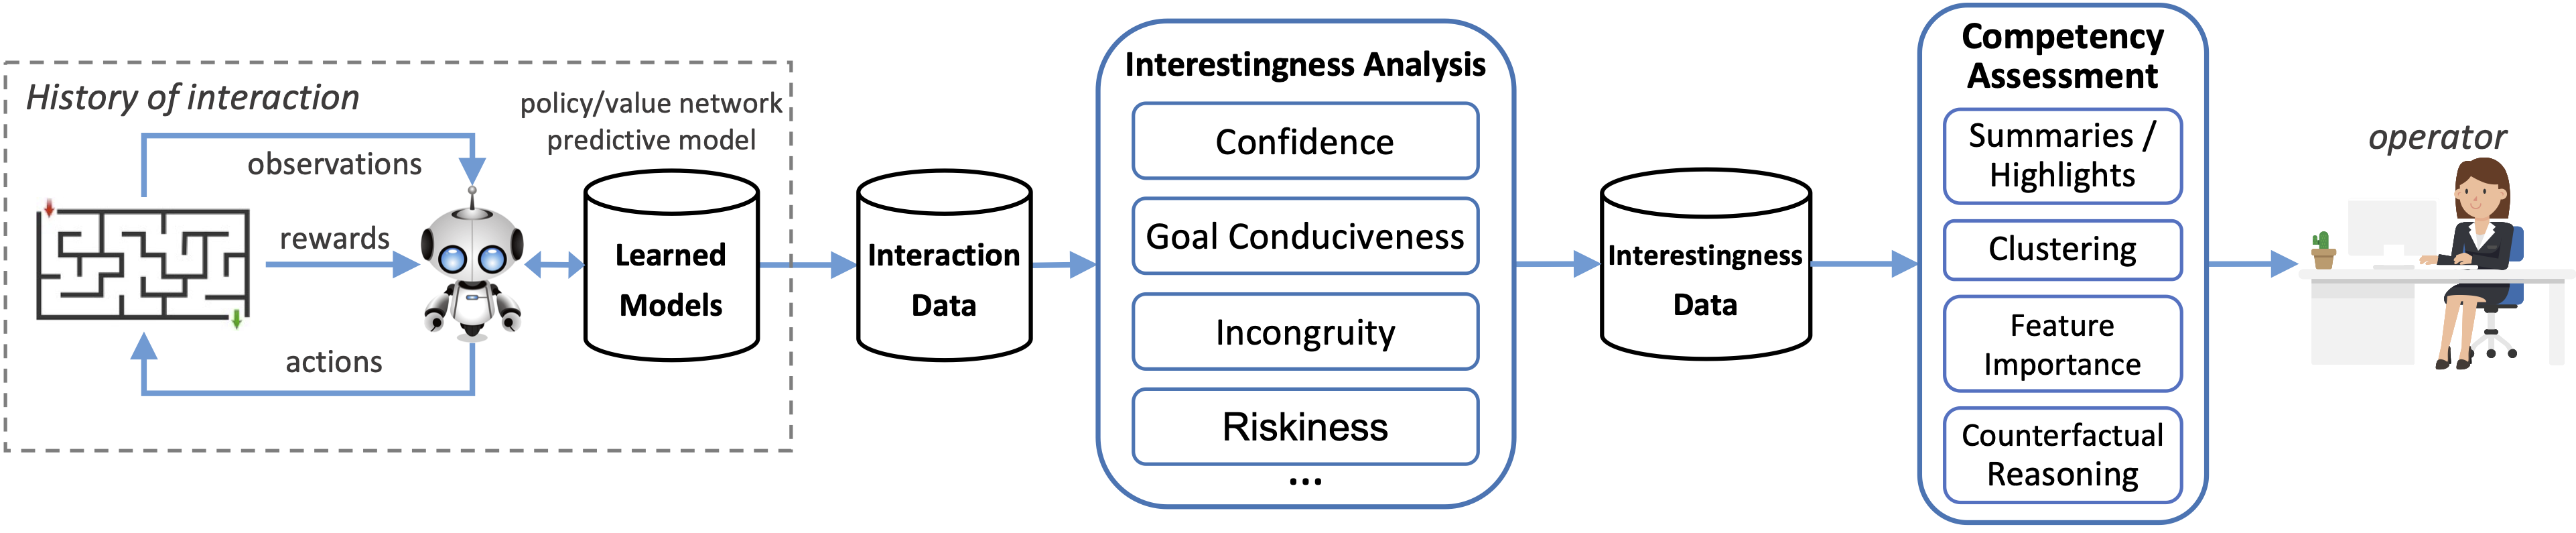 History of interaction
observations
rewards
actions
policy/value network
predictive model
Learned
Models
Interaction
Data
Interestingness Analysis
Confidence
Goal Conduciveness
Incongruity
Riskiness
...
Interestingness
Data
Competency
Assessment
Summaries /
Highlights
Clustering
Feature
Importance
Counterfactual
Reasoning
operator